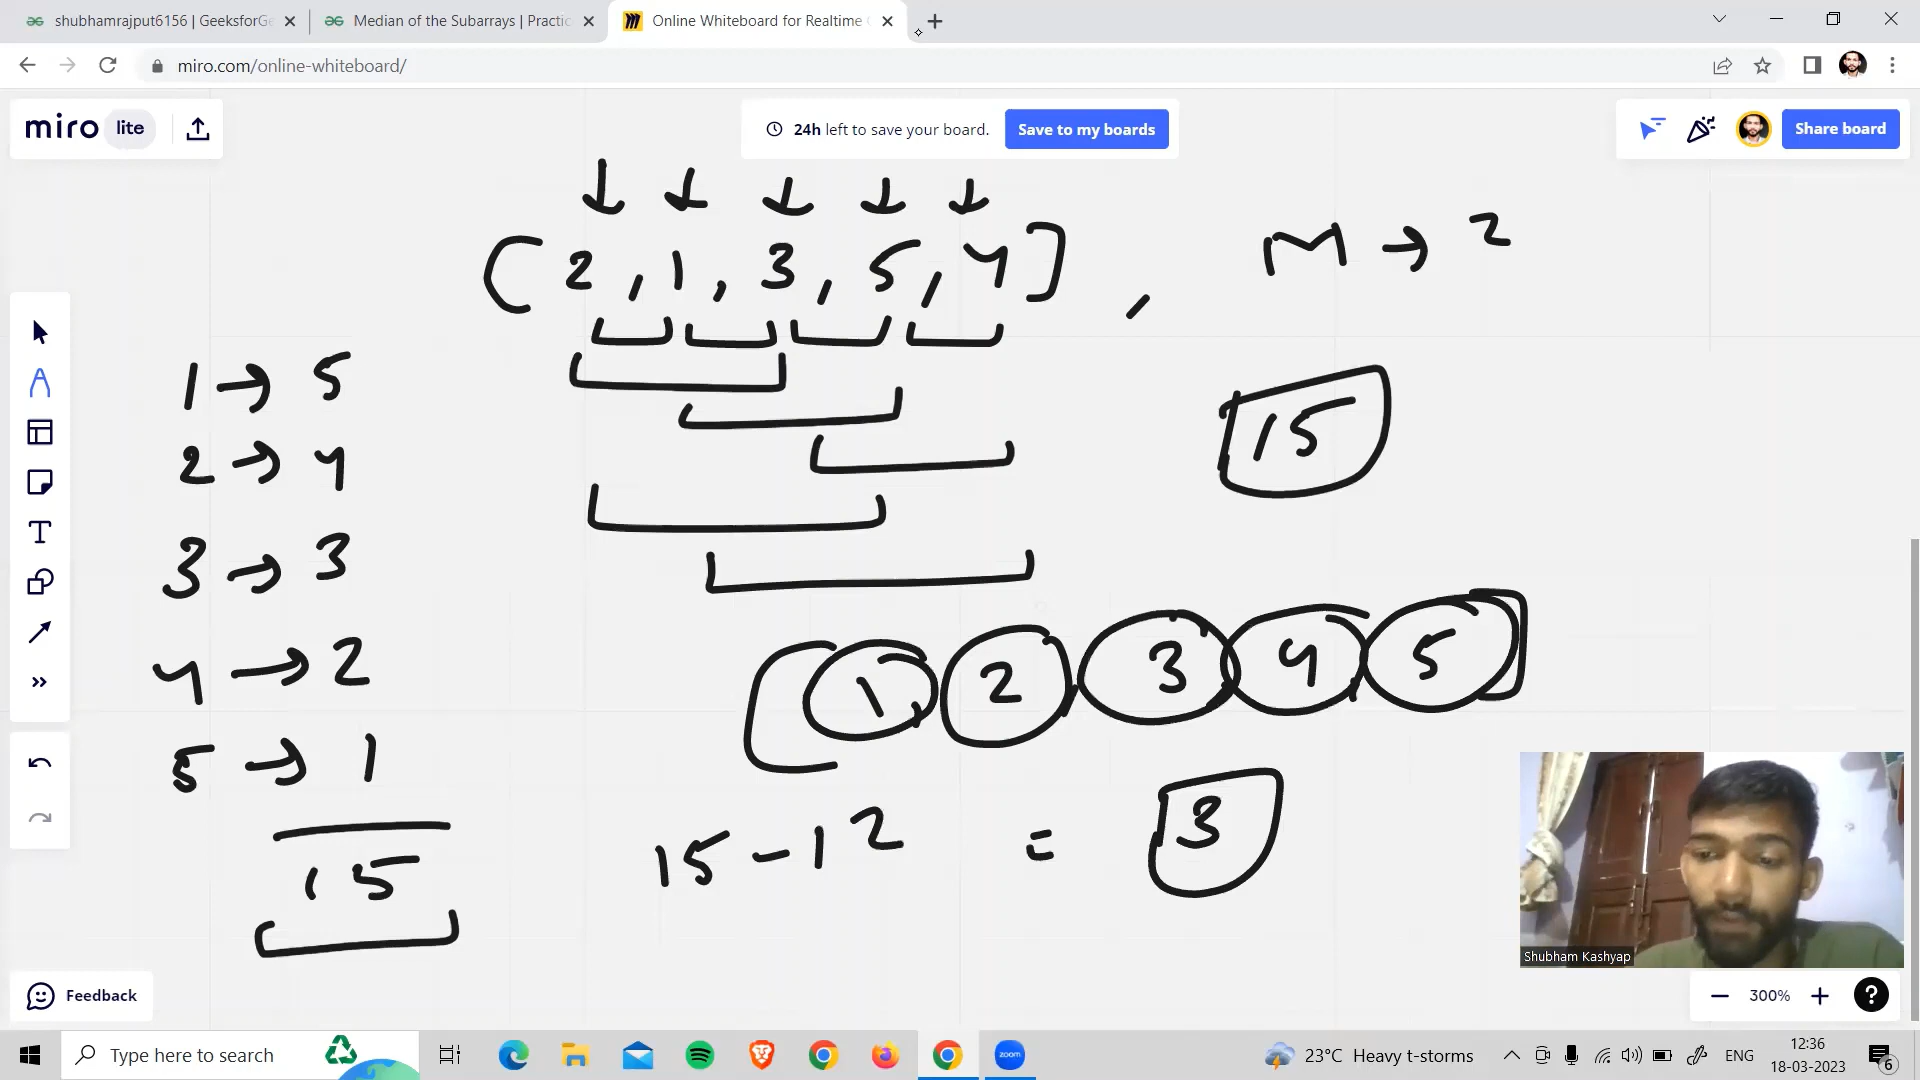 shubhamrajput6156 | GeeksforGe
Median of the Subarrays | Practic
Online Whiteboard for Realtime
miro.com/online-whiteboard/
miro lite
24h left to save your board.
Save to my boards
Share board
[ 2 , 1 , 3 , 5 , 4 ] , M → 2
1 → 5
15
2 → 4
3 → 3
1 2 3 4 5
4 → 2
5 → 1
15 - 12 = 3
15
Shubham Kashyap
Feedback
300%
Type here to search
zoom
23°C Heavy t-storms
ENG
12:36
18-03-2023
6